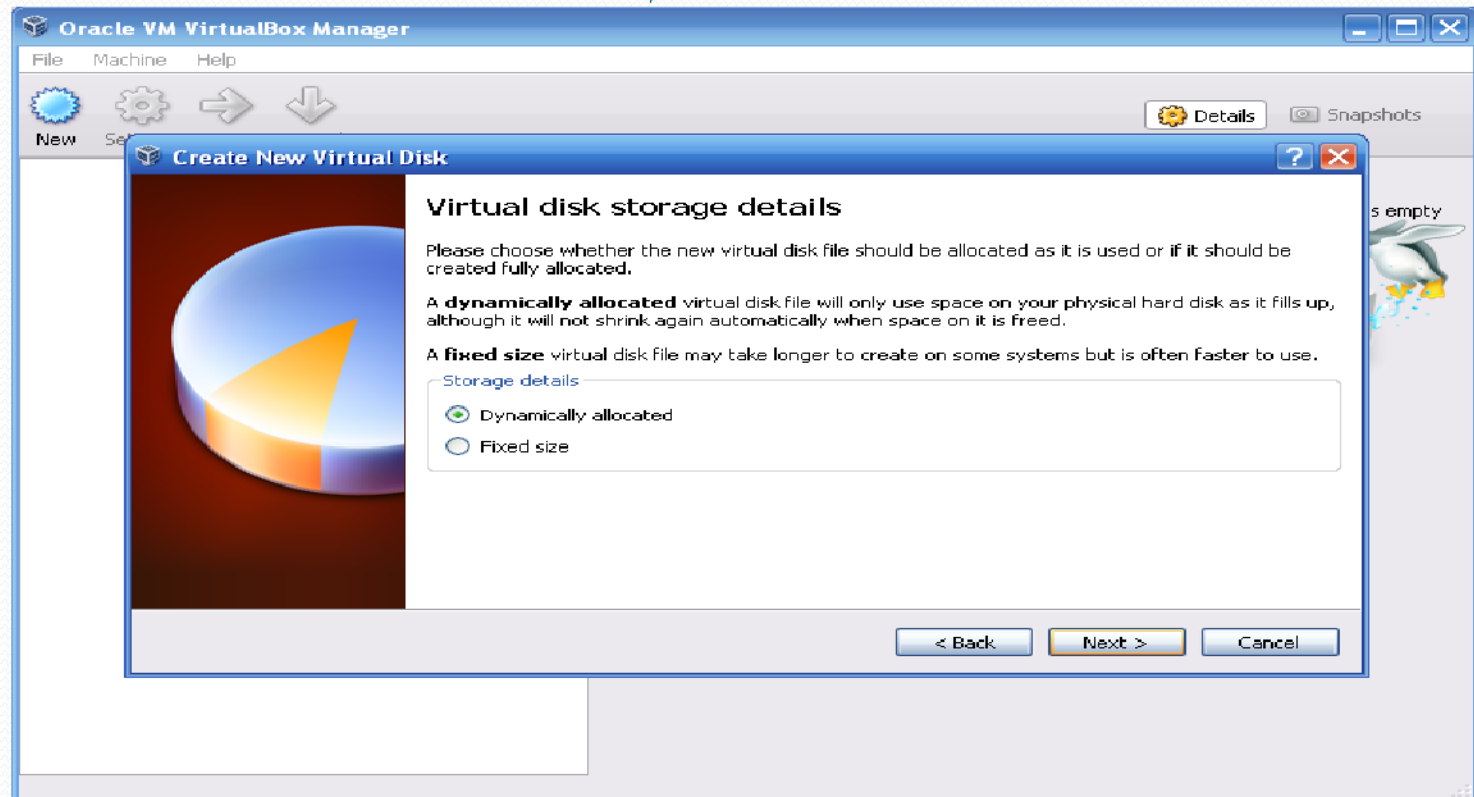 Oracle VM VirtualBox Manager
File Machine Help
New
Details Snapshots
Create New Virtual Disk
s empty
Virtual disk storage details
Please choose whether the new virtual disk file should be allocated as it is used or if it should be
created fully allocated.
A dynamically allocated virtual disk file will only use space on your physical hard disk as it fills up,
although it will not shrink again automatically when space on it is freed.
A fixed size virtual disk file may take longer to create on some systems but is often faster to use.
Storage details
Dynamically allocated
Fixed size
< Back Next > Cancel